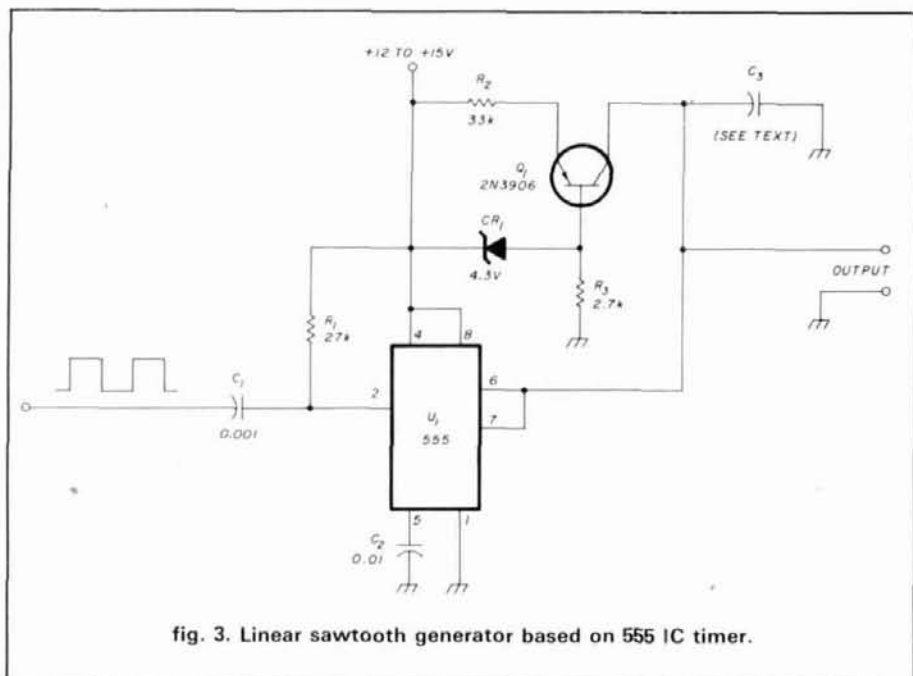 +12 TO +15V
R2
33k
C3
(SEE TEXT)
Q1
2N3906
CR1
4.3V
OUTPUT
R3
2.7k
R1
27k
4 8
C1
0.001
2
6
7
U1
555
5 1
C2
0.01
fig. 3. Linear sawtooth generator based on 555 IC timer.